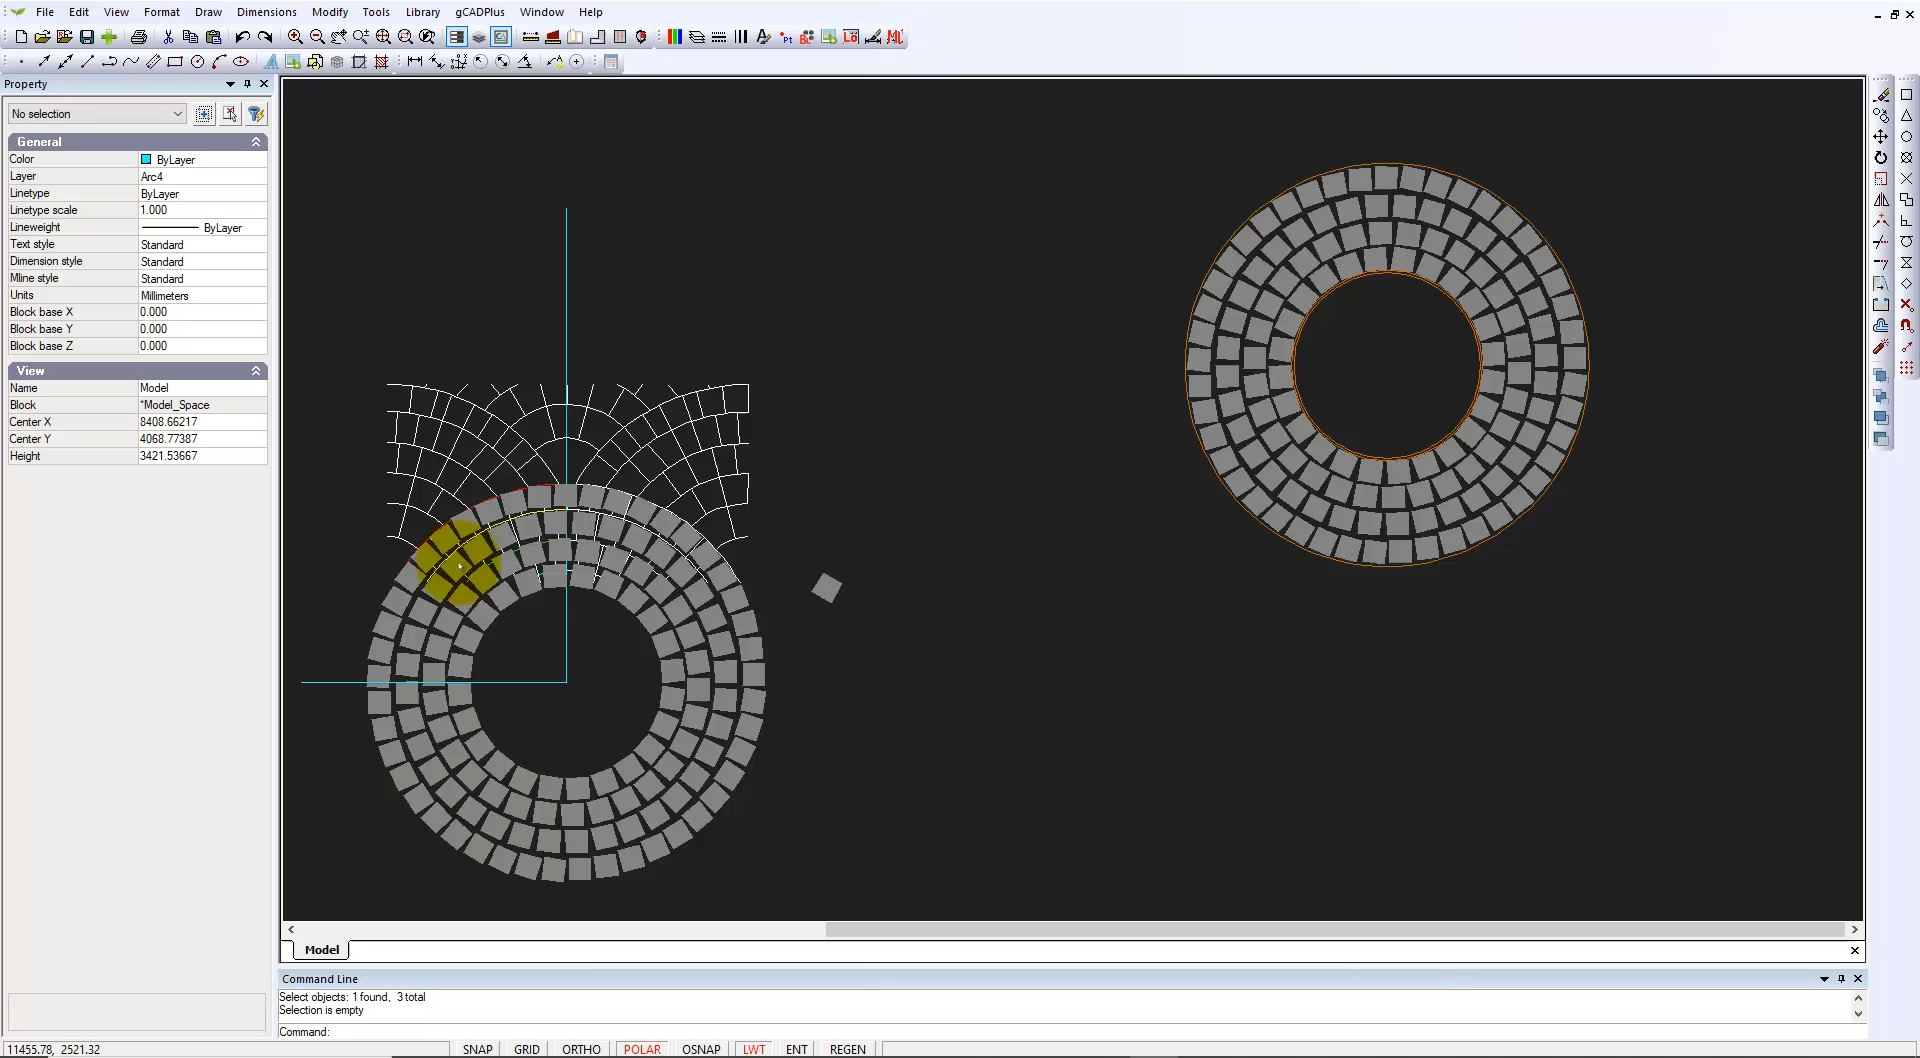 File Edit View Format Draw Dimensions Modify Tools Library gCADPlus Window Help
Property
No selection
General
Color ByLayer
Layer Arc4
Linetype ByLayer
Linetype scale 1.000
Lineweight ByLayer
Text style Standard
Dimension style Standard
Mline style Standard
Units Millimeters
Block base X 0.000
Block base Y 0.000
Block base Z 0.000
View
Name Model
Block *Model_Space
Center X 8408.66217
Center Y 4068.77387
Height 3421.53667
Model
Command Line
Select objects: 1 found, 3 total
Selection is empty
Command:
11455.78, 2521.32 SNAP GRID ORTHO POLAR OSNAP LWT ENT REGEN